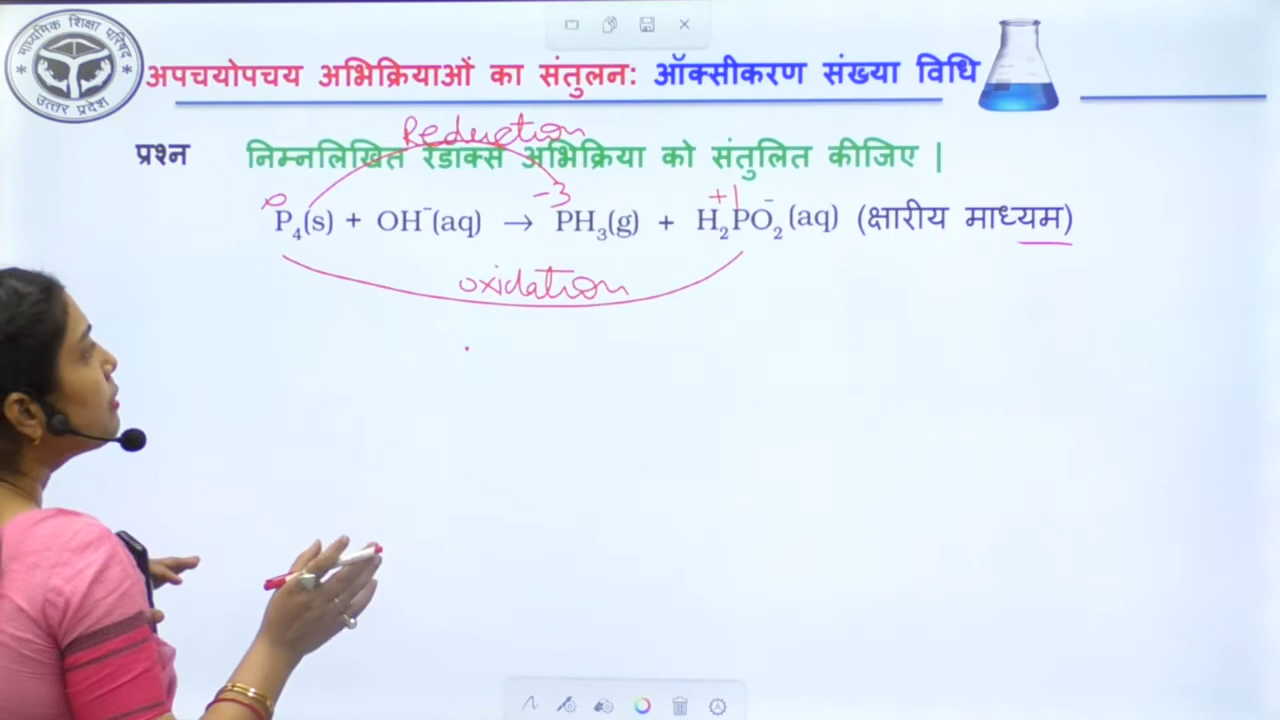 माध्यमिक शिक्षा परिषद्
उत्तर प्रदेश
अपचयोपचय अभिक्रियाओं का संतुलन: ऑक्सीकरण संख्या विधि
Reduction
प्रश्न निम्नलिखित रेडॉक्स अभिक्रिया को संतुलित कीजिए |
0 -3 +1
P₄(s) + OH⁻(aq) → PH₃(g) + H₂PO₂⁻(aq) (क्षारीय माध्यम)
oxidation